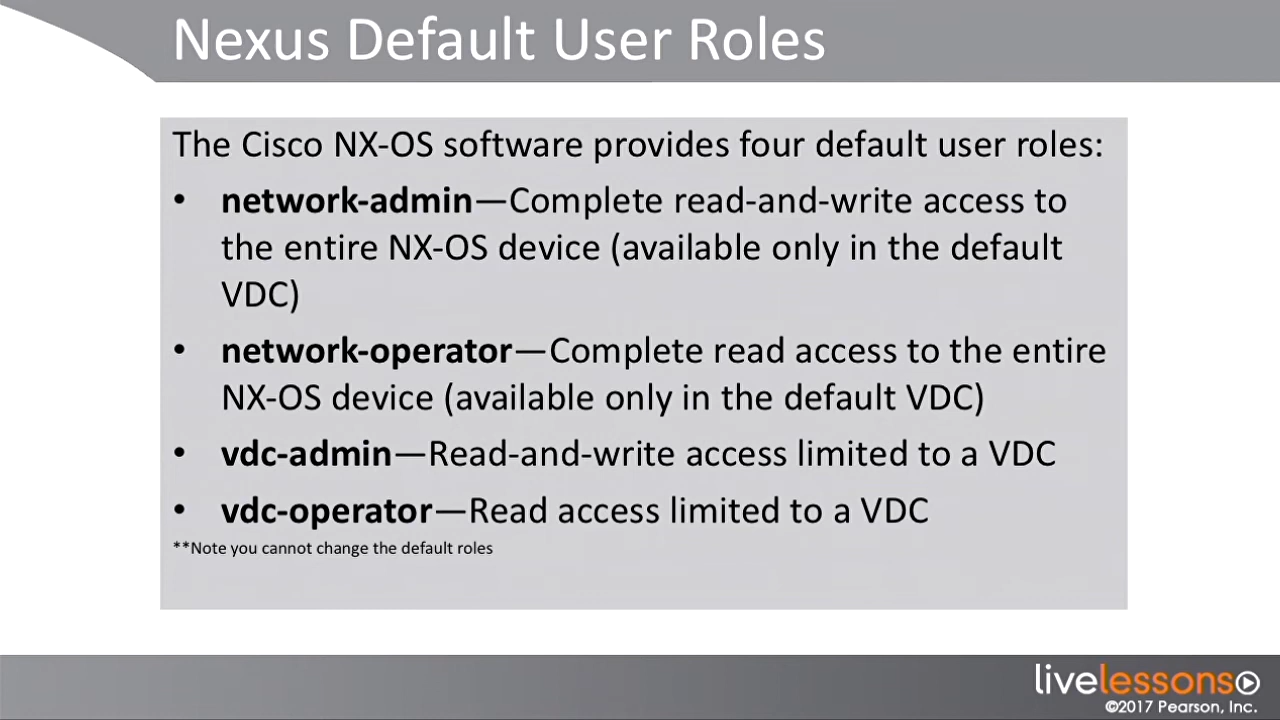 Nexus Default User Roles
The Cisco NX-OS software provides four default user roles:
• network-admin—Complete read-and-write access to
the entire NX-OS device (available only in the default
VDC)
• network-operator—Complete read access to the entire
NX-OS device (available only in the default VDC)
• vdc-admin—Read-and-write access limited to a VDC
• vdc-operator—Read access limited to a VDC
**Note you cannot change the default roles
livelessons
©2017 Pearson, Inc.